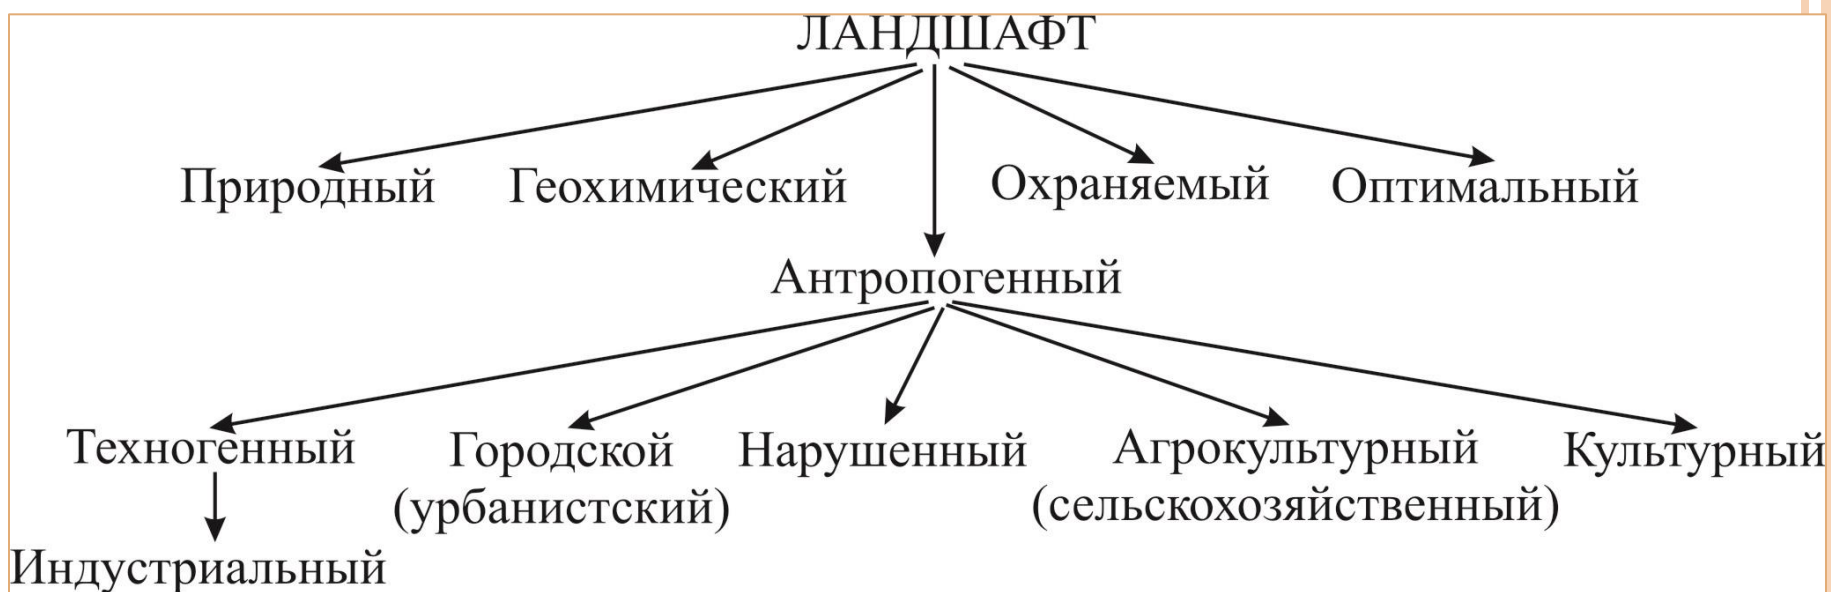 ЛАНДШАФТ
Природный
Геохимический
Охраняемый
Оптимальный
Антропогенный
Техногенный
Городской
(урбанистский)
Нарушенный
Агрокультурный
(сельскохозяйственный)
Культурный
Индустриальный